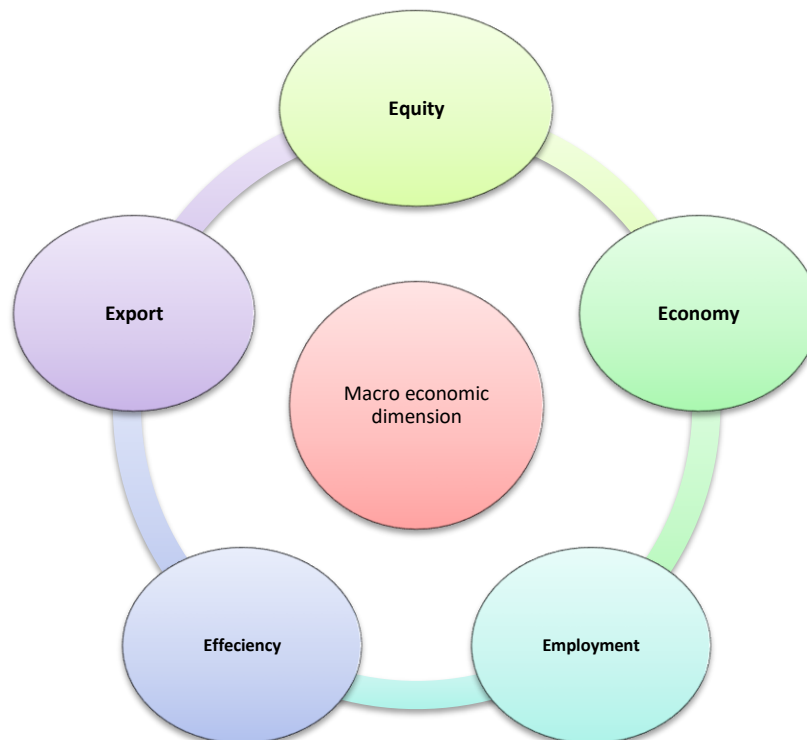 Equity
Export
Economy
Macro economic
dimension
Effeciency
Employment